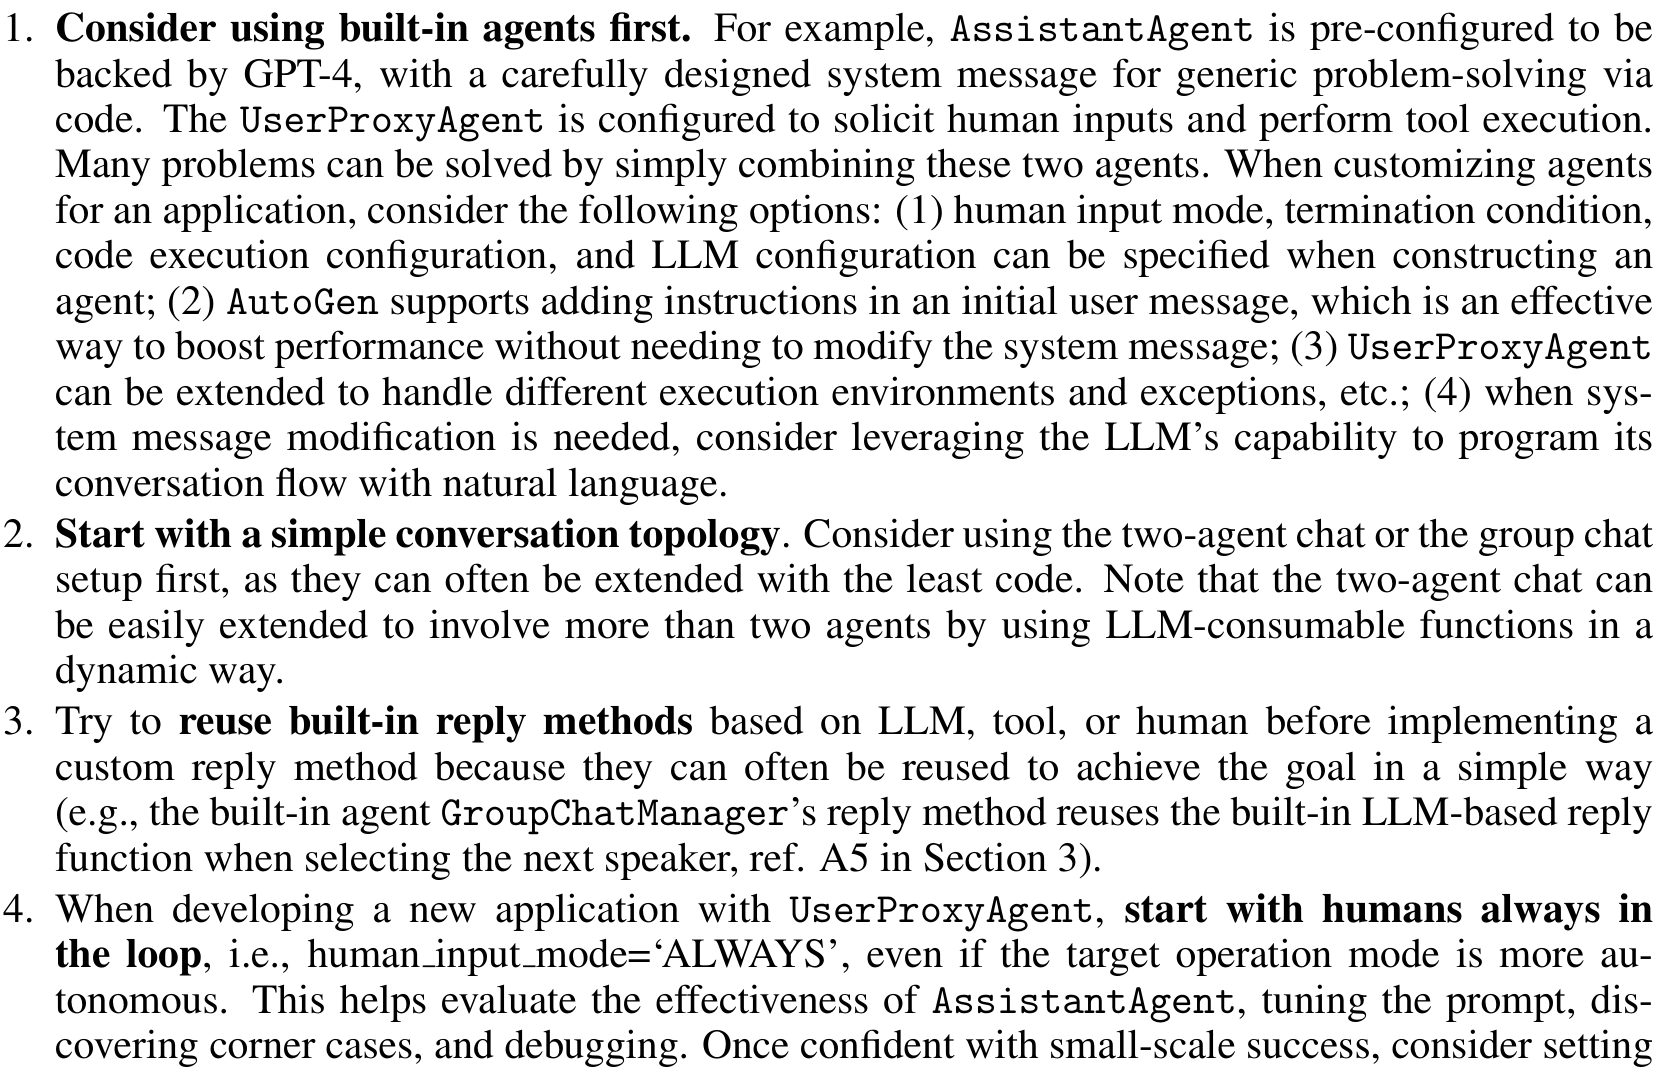 1. Consider using built-in agents first. For example, AssistantAgent is pre-configured to be
backed by GPT-4, with a carefully designed system message for generic problem-solving via
code. The UserProxyAgent is configured to solicit human inputs and perform tool execution.
Many problems can be solved by simply combining these two agents. When customizing agents
for an application, consider the following options: (1) human input mode, termination condition,
code execution configuration, and LLM configuration can be specified when constructing an
agent; (2) AutoGen supports adding instructions in an initial user message, which is an effective
way to boost performance without needing to modify the system message; (3) UserProxyAgent
can be extended to handle different execution environments and exceptions, etc.; (4) when sys-
tem message modification is needed, consider leveraging the LLM’s capability to program its
conversation flow with natural language.
2. Start with a simple conversation topology. Consider using the two-agent chat or the group chat
setup first, as they can often be extended with the least code. Note that the two-agent chat can
be easily extended to involve more than two agents by using LLM-consumable functions in a
dynamic way.
3. Try to reuse built-in reply methods based on LLM, tool, or human before implementing a
custom reply method because they can often be reused to achieve the goal in a simple way
(e.g., the built-in agent GroupChatManager’s reply method reuses the built-in LLM-based reply
function when selecting the next speaker, ref. A5 in Section 3).
4. When developing a new application with UserProxyAgent, start with humans always in
the loop, i.e., human_input_mode=‘ALWAYS’, even if the target operation mode is more au-
tonomous. This helps evaluate the effectiveness of AssistantAgent, tuning the prompt, dis-
covering corner cases, and debugging. Once confident with small-scale success, consider setting